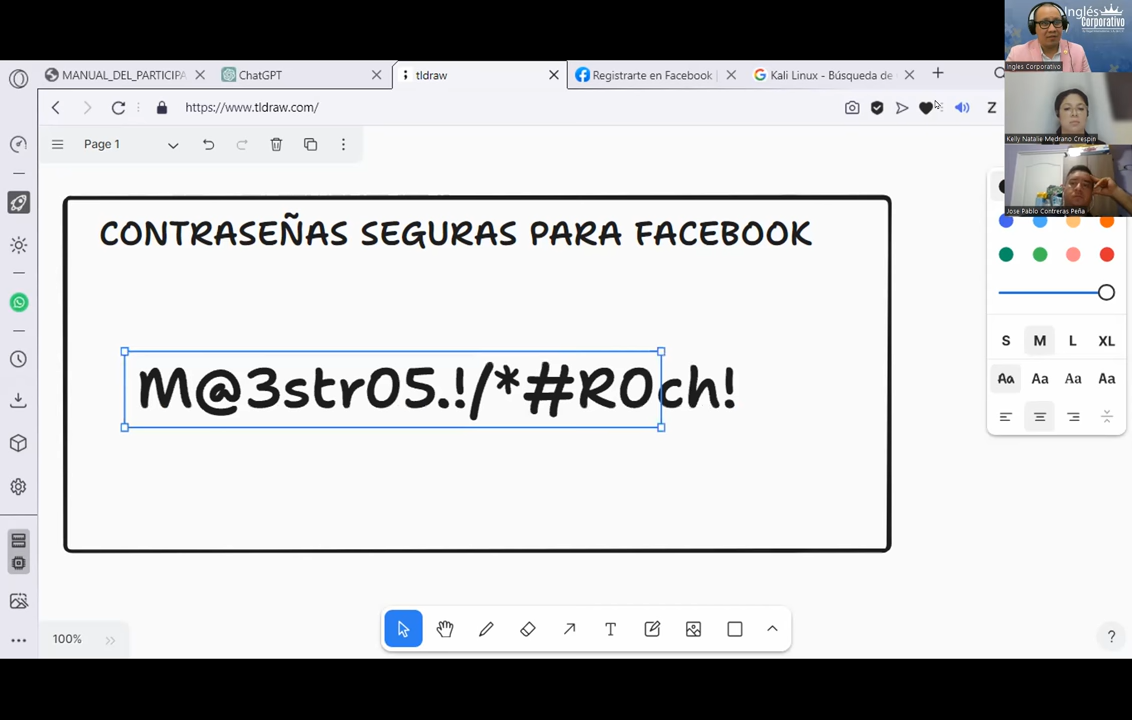 Inglés
Corporativo
Ingles Corporativo
MANUAL_DEL_PARTICIPA
ChatGPT
tldraw
Registrarte en Facebook
Kali Linux - Búsqueda de
https://www.tldraw.com/
Z
Kelly Natalie Medrano Crespin
Page 1
Jose Pablo Contreras Peña
CONTRASEÑAS SEGURAS PARA FACEBOOK
M@3str05.!/*#R0ch!
S M L XL
Aa Aa Aa Aa
T
100%
?